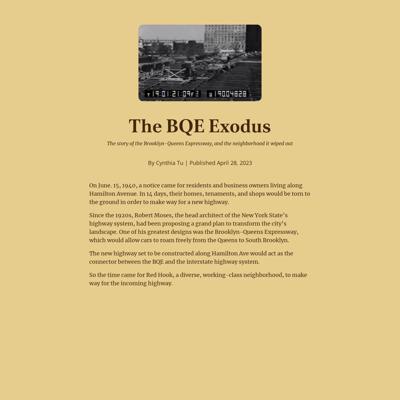 The BQE Exodus
The story of the Brooklyn-Queens Expressway, and the neighborhood it wiped out
By Cynthia Tu | Published April 28, 2023
On June. 15, 1940, a notice came for residents and business owners living along
Hamilton Avenue. In 14 days, their homes, tenaments, and shops would be torn to
the ground in order to make way for a new highway.
Since the 1920s, Robert Moses, the head architect of the New York State's
highway system, had been proposing a grand plan to transform the city's
landscape. One of his greatest designs was the Brooklyn-Queens Expressway,
which would allow cars to roam freely from the Queens to South Brooklyn.
The new highway set to be constructed along Hamilton Ave would act as the
connector between the BQE and the interstate highway system.
So the time came for Red Hook, a diverse, working-class neighborhood, to make
way for the incoming highway.